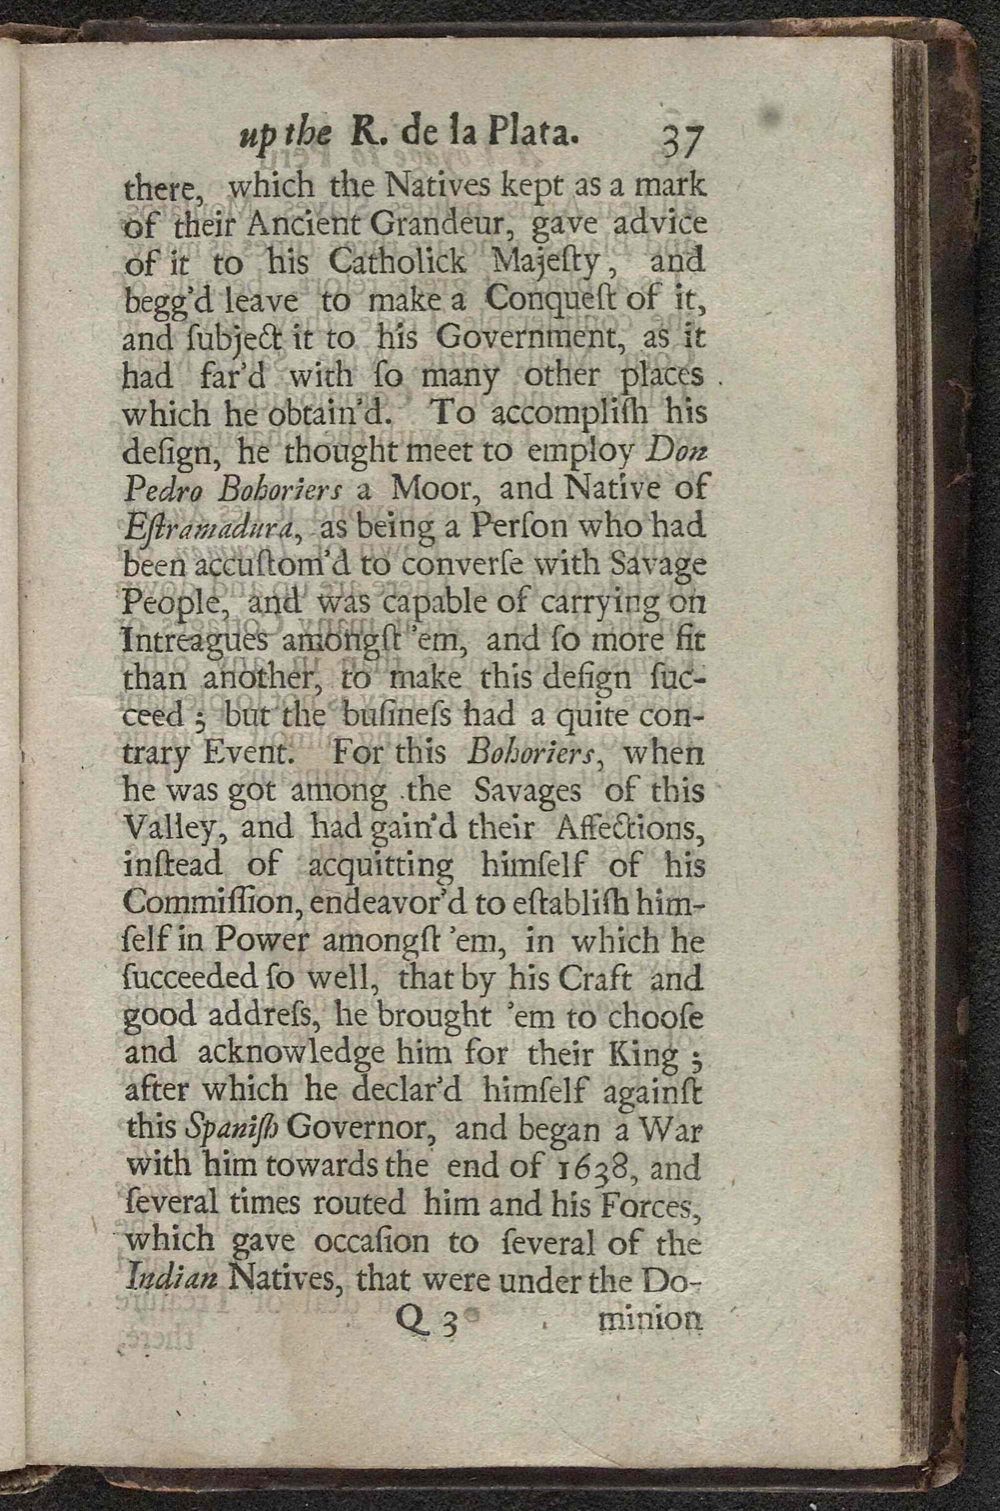 up the R. de la Plata. 37
there, which the Natives kept as a mark
of their Ancient Grandeur, gave advice
of it to his Catholick Majeſty, and
begg'd leave to make a Conqueſt of it,
and ſubject it to his Government, as it
had far'd with ſo many other places
which he obtain'd. To accompliſh his
deſign, he thought meet to employ Don
Pedro Bohoriers a Moor, and Native of
Eſtramadura, as being a Perſon who had
been accuſtom'd to converſe with Savage
People, and was capable of carrying on
Intreagues amongſt 'em, and ſo more fit
than another, to make this deſign ſuc-
ceed; but the buſineſs had a quite con-
trary Event. For this Bohoriers, when
he was got among the Savages of this
Valley, and had gain'd their Affections,
inſtead of acquitting himſelf of his
Commiſſion, endeavor'd to eſtabliſh him-
ſelf in Power amongſt 'em, in which he
ſucceeded ſo well, that by his Craft and
good addreſs, he brought 'em to chooſe
and acknowledge him for their King;
after which he declar'd himſelf againſt
this Spaniſh Governor, and began a War
with him towards the end of 1638, and
ſeveral times routed him and his Forces,
which gave occaſion to ſeveral of the
Indian Natives, that were under the Do-
Q 3 minion